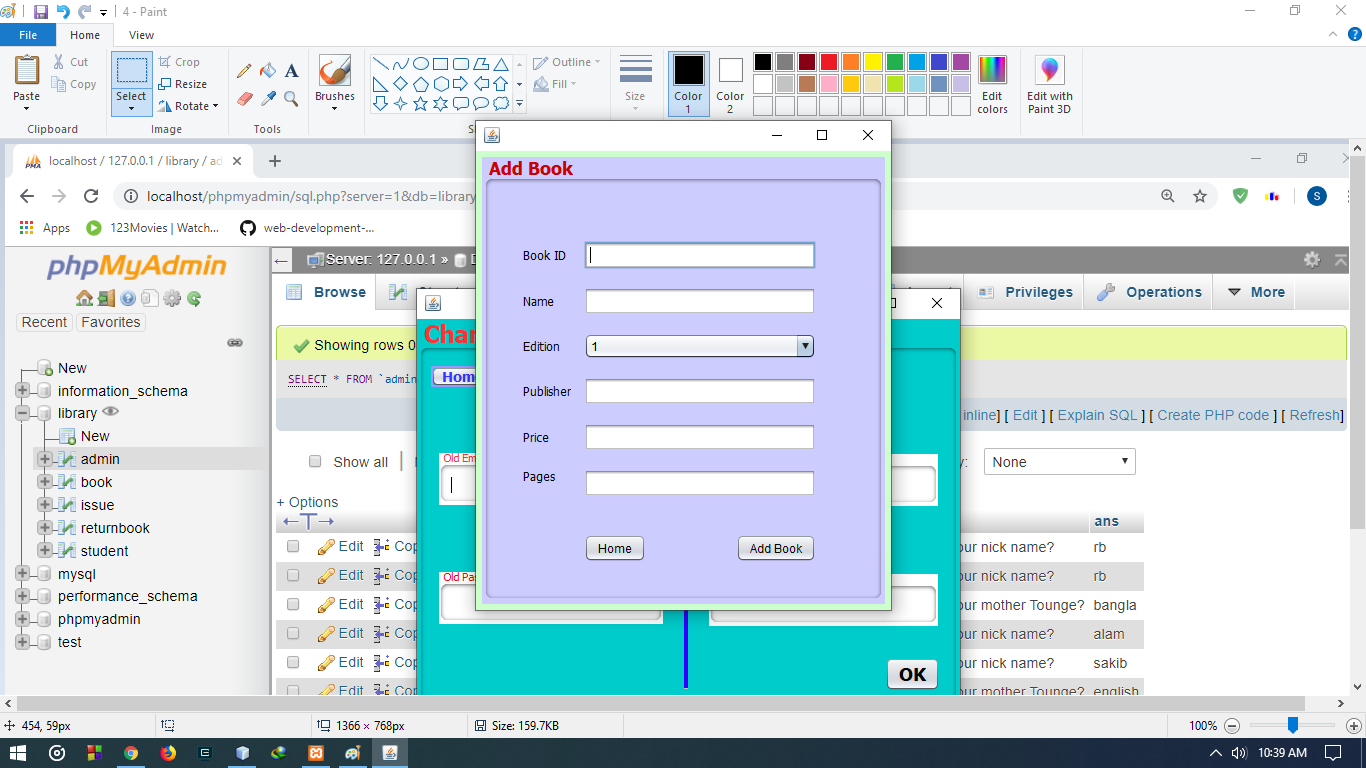 4 - Paint
File Home View
Paste Cut Copy Clipboard
Select Crop Resize Rotate Image
Tools
Brushes
Outline Fill
Size
Color 1 Color 2 Edit colors Edit with Paint 3D
localhost / 127.0.0.1 / library / ad
localhost/phpmyadmin/sql.php?server=1&db=library
S
Apps 123Movies | Watch... web-development-...
phpMyAdmin
Recent Favorites
New
information_schema
library
New
admin
book
issue
returnbook
student
mysql
performance_schema
phpmyadmin
test
Server: 127.0.0.1 »
Browse Privileges Operations More
Showing rows 0
SELECT * FROM `admin
inline] [ Edit ] [ Explain SQL ] [ Create PHP code ] [ Refresh]
Show all None
+ Options
ans
Edit Cop our nick name? rb
Edit Cop our nick name? rb
Edit Cop our mother Tounge? bangla
Edit Cop our nick name? alam
Edit Cop our nick name? sakib
Edit Cop our mother Tounge? english
Chan
Hom
Old Em
Old Pa
OK
Add Book
Book ID
Name
Edition 1
Publisher
Price
Pages
Home Add Book
454, 59px 1366 × 768px Size: 159.7KB 100%
10:39 AM